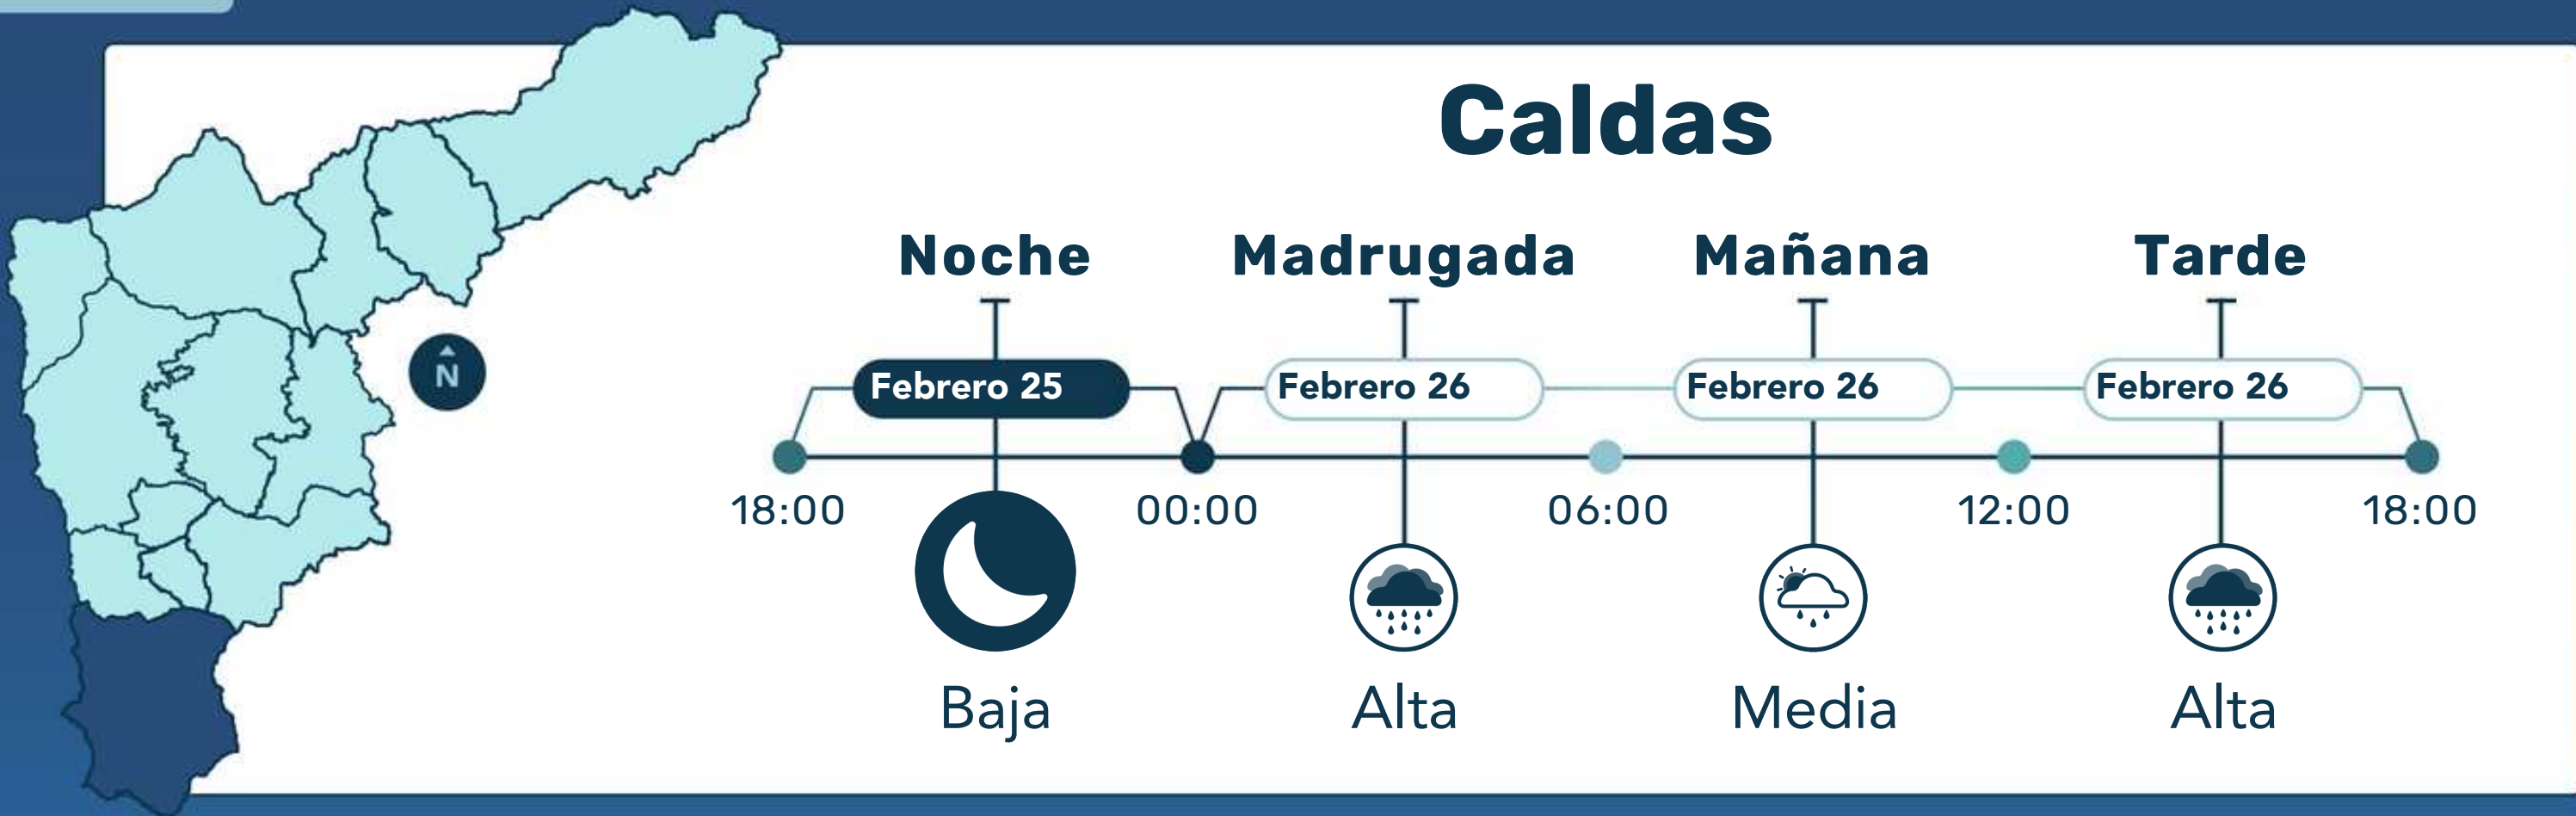 Caldas
Noche Madrugada Mañana Tarde
Febrero 25 Febrero 26 Febrero 26 Febrero 26
N
18:00 00:00 06:00 12:00 18:00
Baja Alta Media Alta